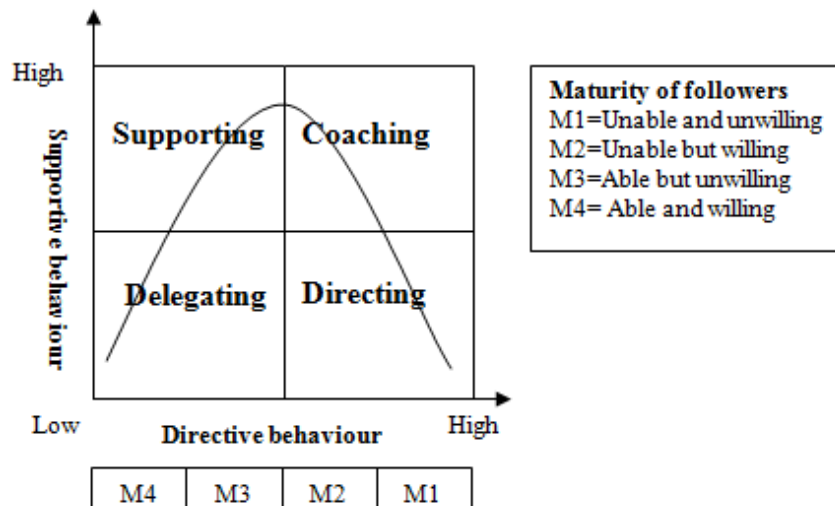 High
Supporting
Coaching
Supportive behaviour
Delegating
Directing
Low
Directive behaviour
High
M4
M3
M2
M1
Maturity of followers
M1=Unable and unwilling
M2=Unable but willing
M3=Able but unwilling
M4= Able and willing